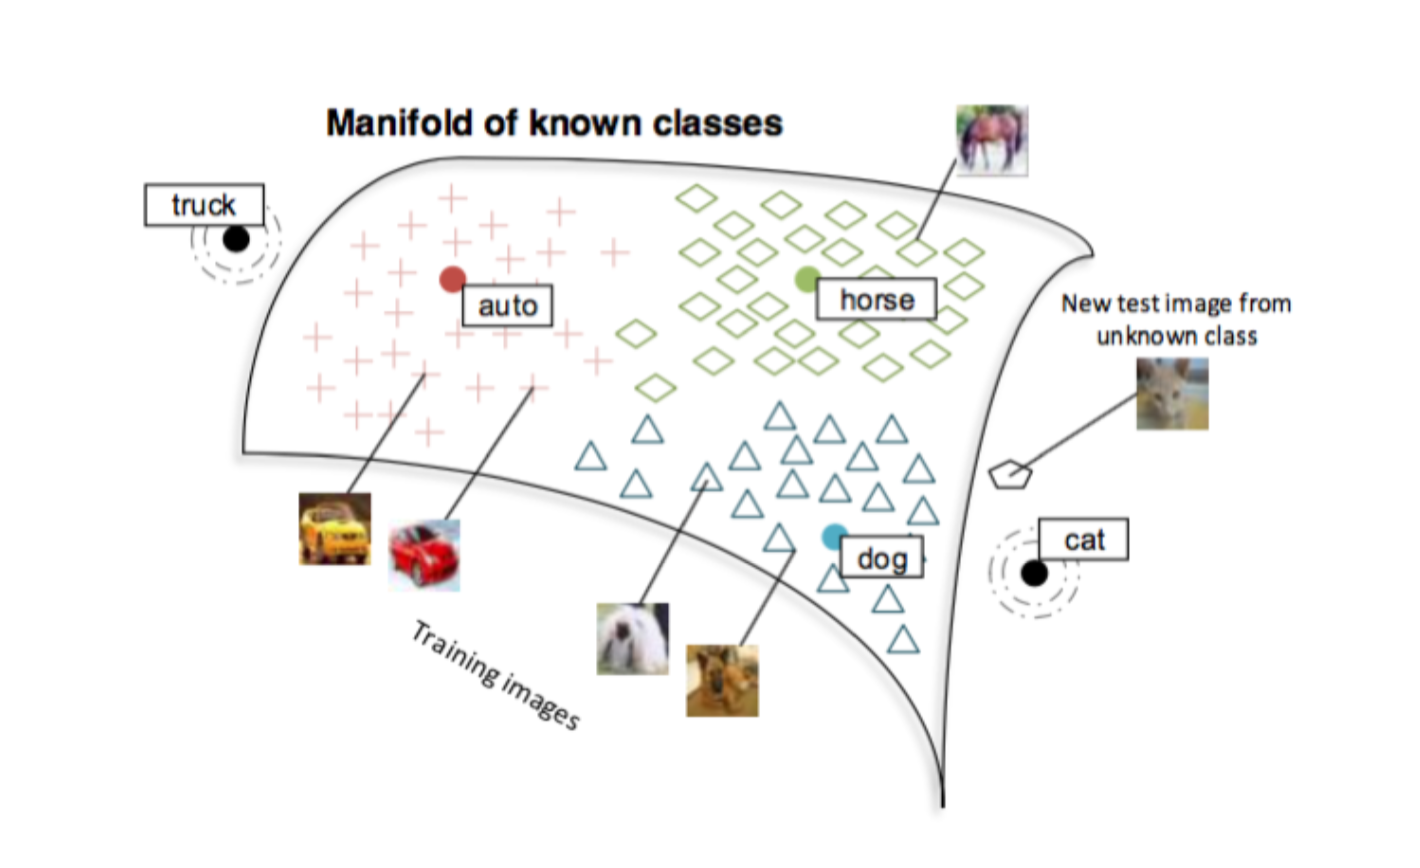 Manifold of known classes
truck
auto
horse
New test image from
unknown class
cat
dog
Training images